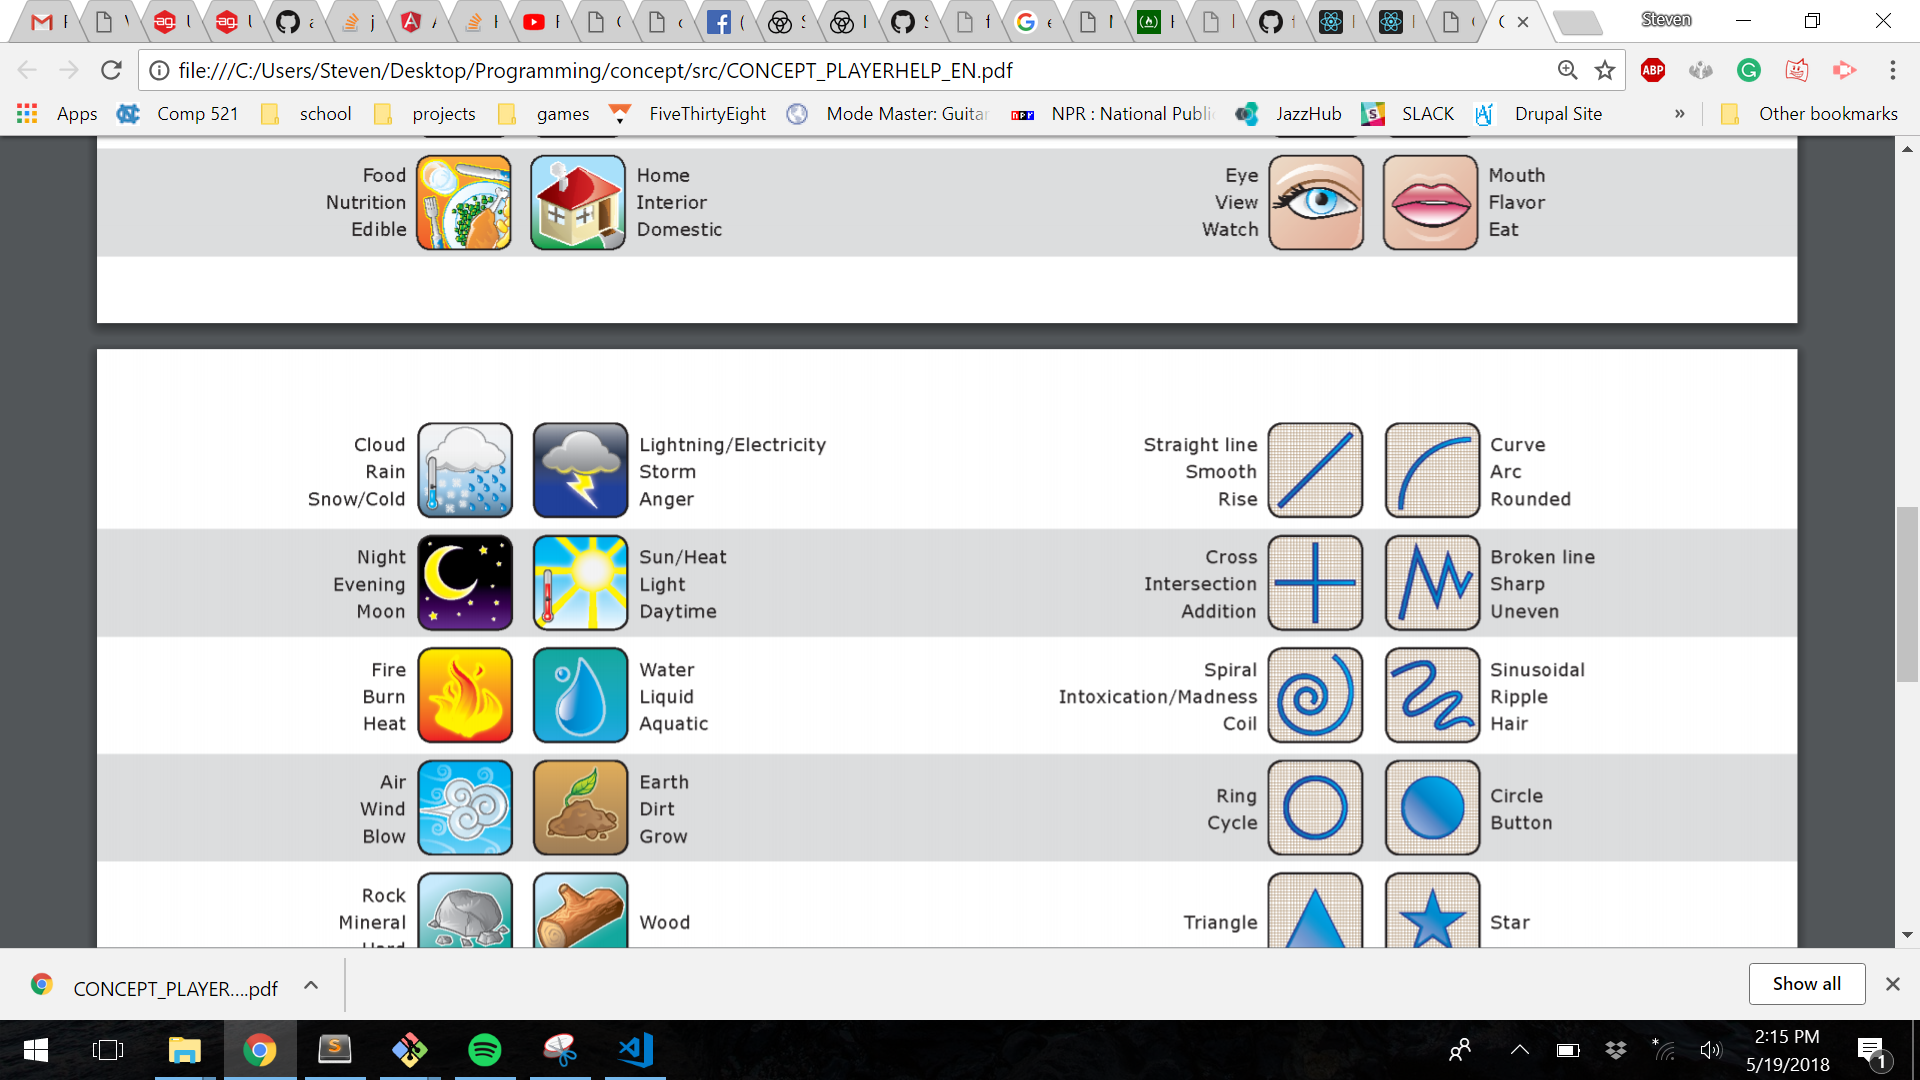 Steven
file:///C:/Users/Steven/Desktop/Programming/concept/src/CONCEPT_PLAYERHELP_EN.pdf
ABP
Apps
Comp 521
school
projects
games
FiveThirtyEight
Mode Master: Guitar
NPR : National Public
JazzHub
SLACK
Drupal Site
»
Other bookmarks
Food
Nutrition
Edible
Home
Interior
Domestic
Eye
View
Watch
Mouth
Flavor
Eat
Cloud
Rain
Snow/Cold
Lightning/Electricity
Storm
Anger
Straight line
Smooth
Rise
Curve
Arc
Rounded
Night
Evening
Moon
Sun/Heat
Light
Daytime
Cross
Intersection
Addition
Broken line
Sharp
Uneven
Fire
Burn
Heat
Water
Liquid
Aquatic
Spiral
Intoxication/Madness
Coil
Sinusoidal
Ripple
Hair
Air
Wind
Blow
Earth
Dirt
Grow
Ring
Cycle
Circle
Button
Rock
Mineral
Hard
Wood
Triangle
Star
CONCEPT_PLAYER....pdf
Show all
2:15 PM
5/19/2018
1